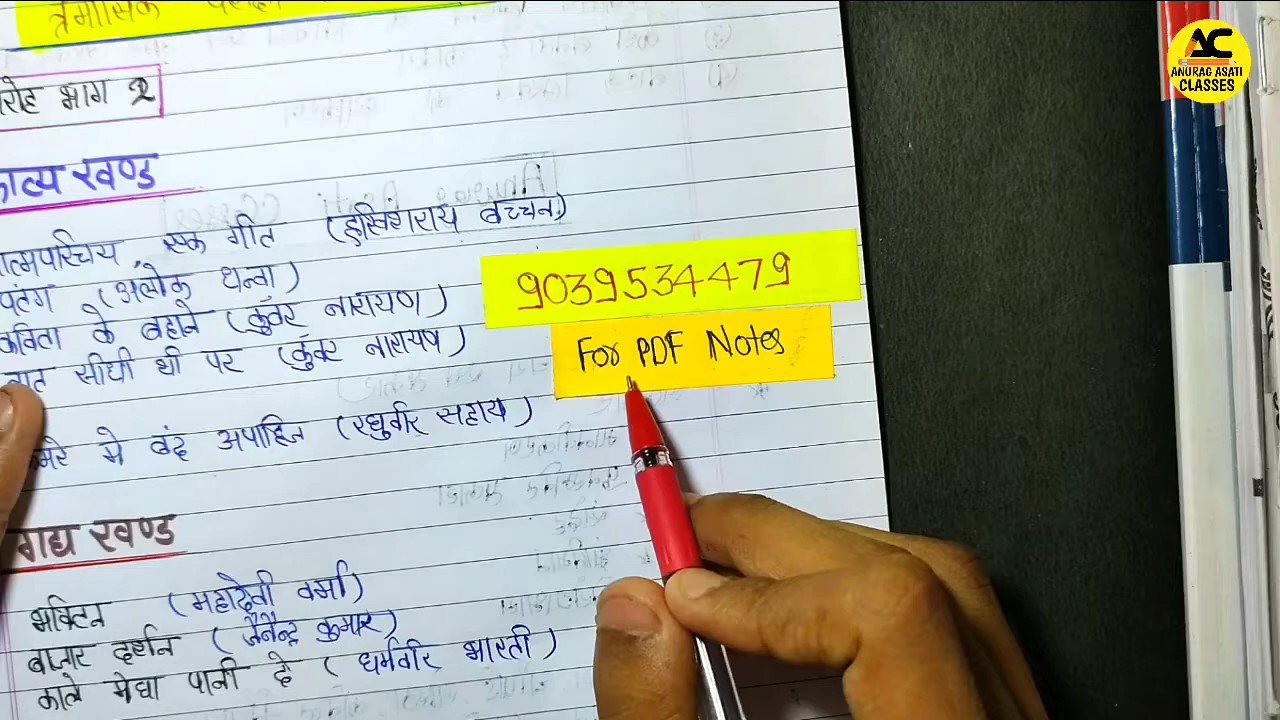 त्रैमासिक
रोह भाग 2
काव्य खण्ड
आत्मपरिचय, एक गीत (हरिवंशराय बच्चन)
पतंग (आलोक धन्वा)
कविता के बहाने (कुँवर नारायण)
बात सीधी थी पर (कुँवर नारायण)
कमरे मे बंद अपाहिज (रघुवीर सहाय)
गद्य खण्ड
भक्तिन (महादेवी वर्मा)
बाजार दर्शन (जैनेन्द्र कुमार)
काले मेघा पानी दे (धर्मवीर भारती)
9039534479
For PDF Notes
AC
ANURAG ASATI
CLASSES